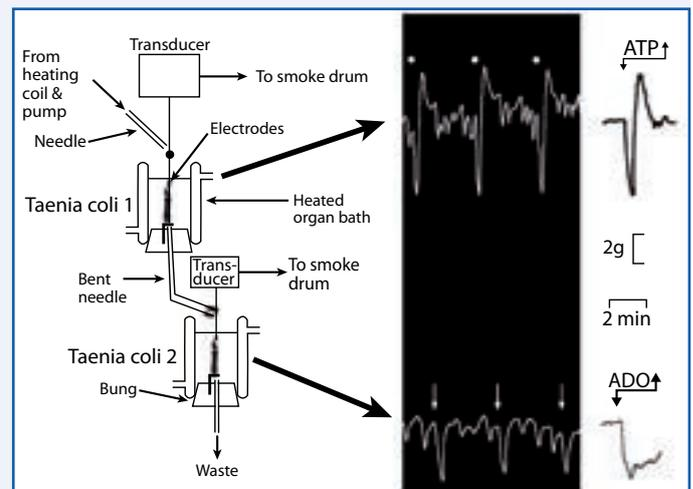 Transducer
From
heating
coil &
pump
To smoke drum
Needle
Electrodes
Taenia coli 1
Heated
organ bath
Bent
needle
Trans-
ducer
To smoke
drum
Taenia coli 2
Bung
Waste
ATP
2g
2 min
ADO